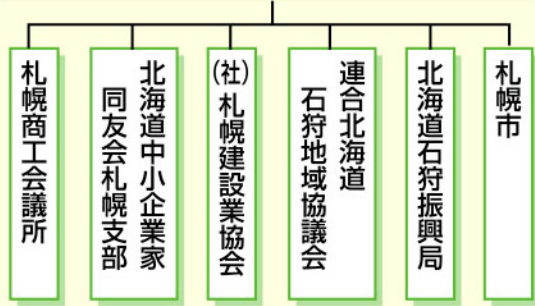 札幌市
北海道石狩振興局
連合北海道
石狩地域協議会
(社)札幌建設業協会
北海道中小企業家
同友会札幌支部
札幌商工会議所